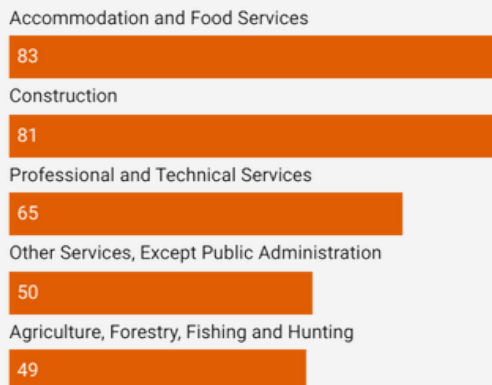 Accommodation and Food Services
83
Construction
81
Professional and Technical Services
65
Other Services, Except Public Administration
50
Agriculture, Forestry, Fishing and Hunting
49